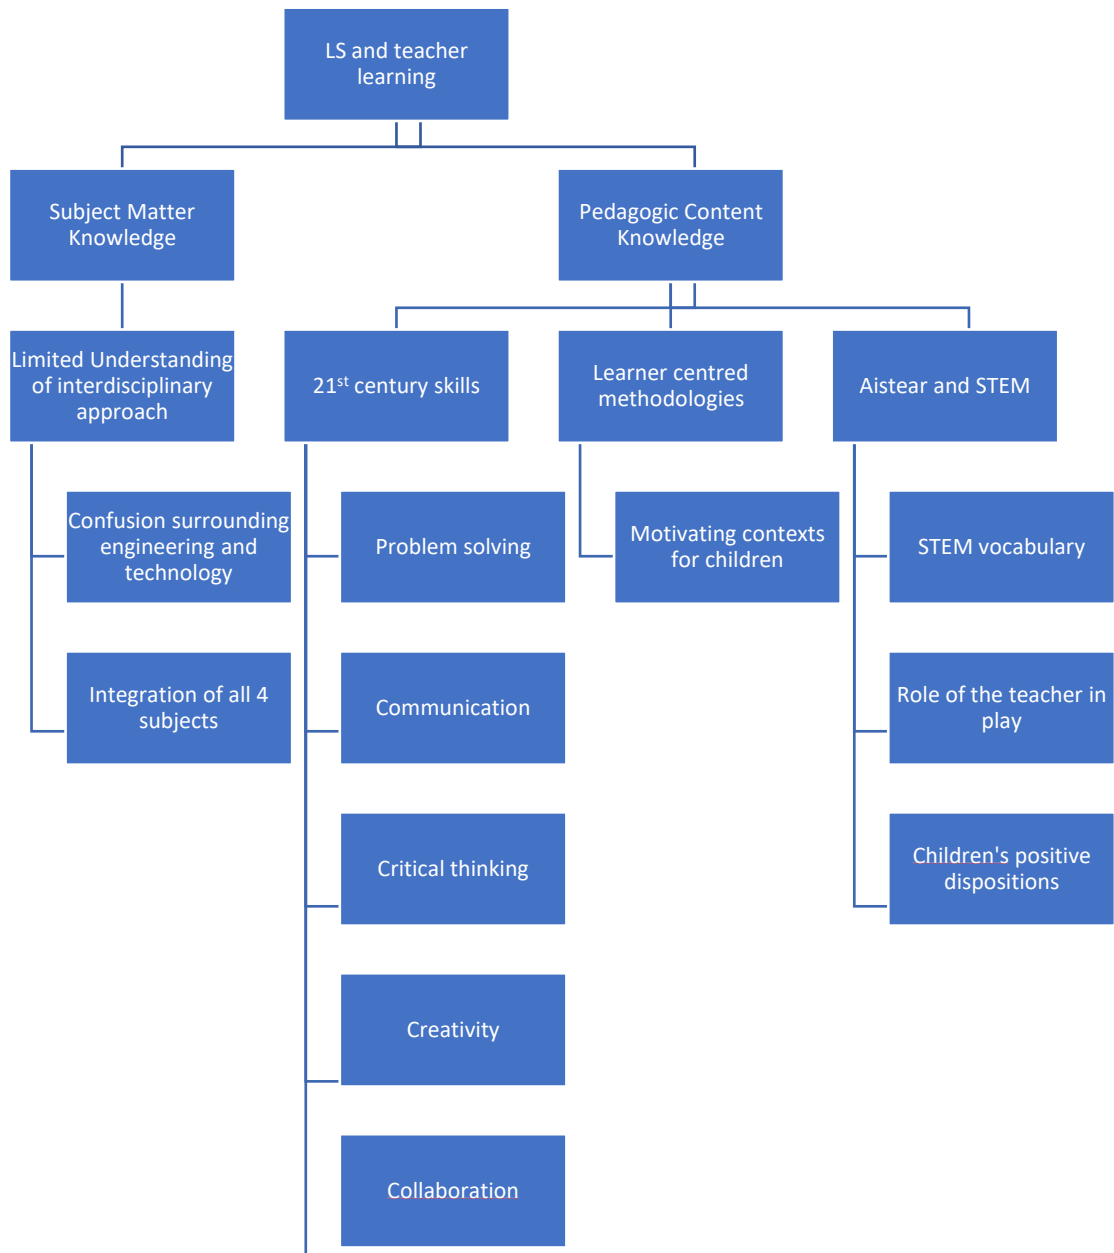 LS and teacher
learning
Subject Matter
Knowledge
Pedagogic Content
Knowledge
Limited Understanding
of interdisciplinary
approach
21st century skills
Learner centred
methodologies
Aistear and STEM
Confusion surrounding
engineering and
technology
Problem solving
Motivating contexts
for children
STEM vocabulary
Integration of all 4
subjects
Communication
Role of the teacher in
play
Critical thinking
Children's positive
dispositions
Creativity
Collaboration